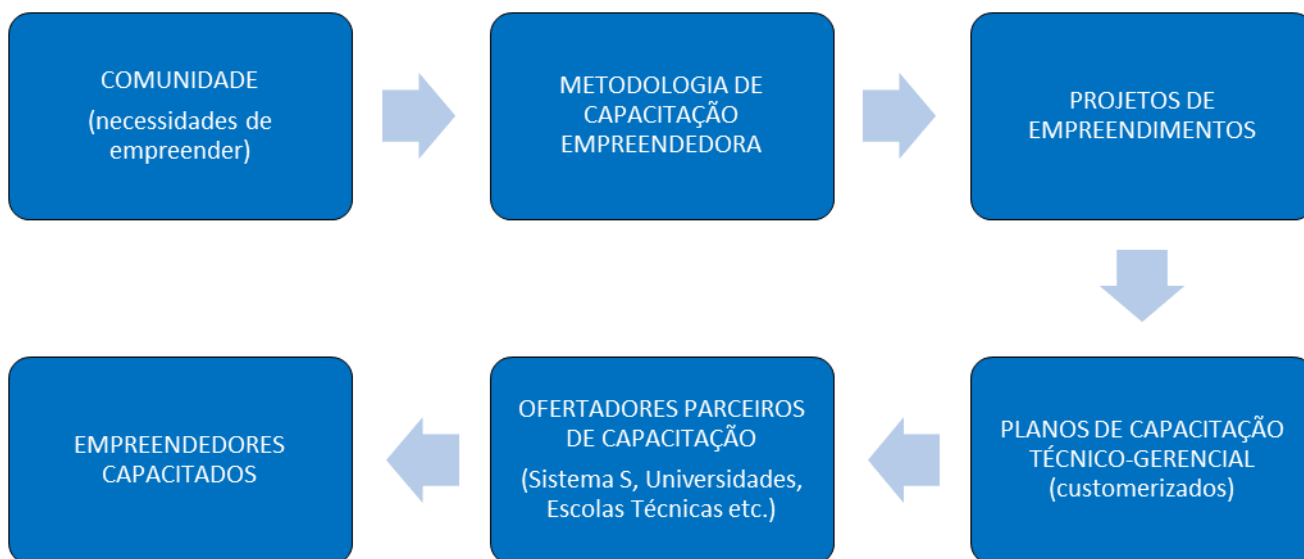 COMUNIDADE
(necessidades de
empreender)
METODOLOGIA DE
CAPACITAÇÃO
EMPREENDEDORA
PROJETOS DE
EMPREENDIMENTOS
EMPREENDEDORES
CAPACITADOS
OFERTADORES PARCEIROS
DE CAPACITAÇÃO
(Sistema S, Universidades,
Escolas Técnicas etc.)
PLANOS DE CAPACITAÇÃO
TÉCNICO-GERENCIAL
(customerizados)